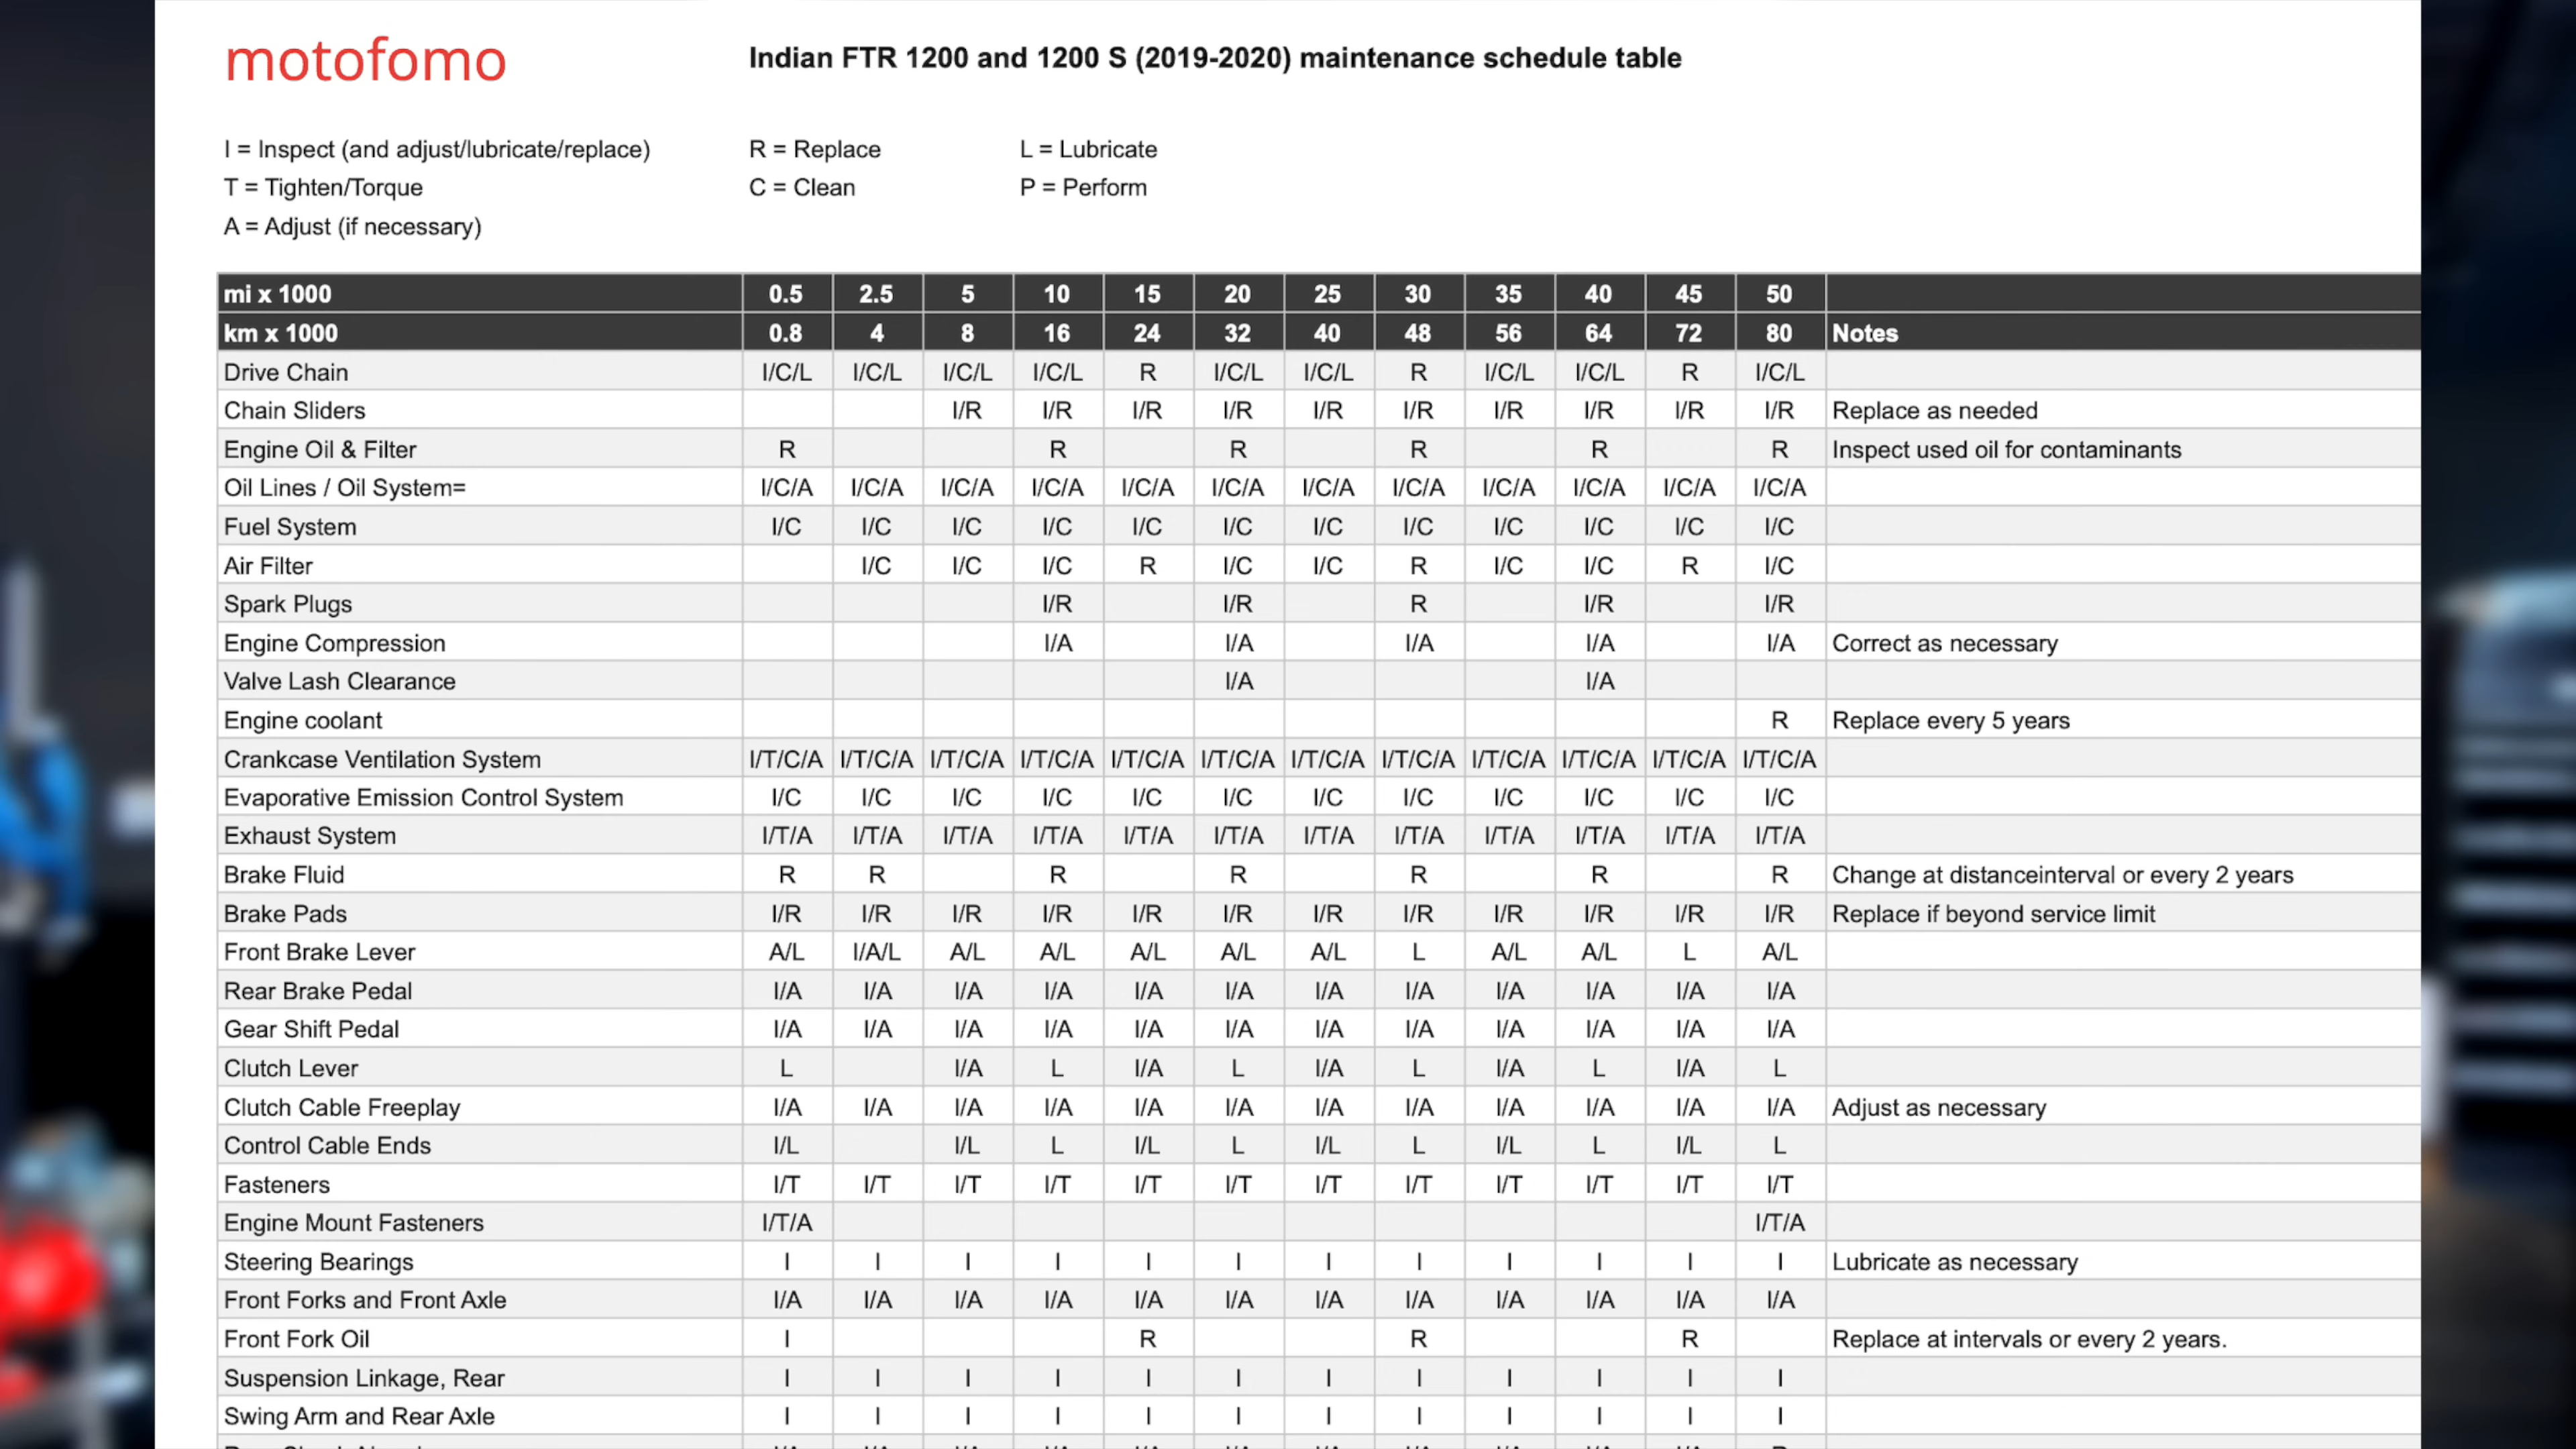 motofomo
Indian FTR 1200 and 1200 S (2019-2020) maintenance schedule table
I = Inspect (and adjust/lubricate/replace) R = Replace L = Lubricate
T = Tighten/Torque C = Clean P = Perform
A = Adjust (if necessary)
mi x 1000 0.5 2.5 5 10 15 20 25 30 35 40 45 50
km x 1000 0.8 4 8 16 24 32 40 48 56 64 72 80 Notes
Drive Chain I/C/L I/C/L I/C/L I/C/L R I/C/L I/C/L R I/C/L I/C/L R I/C/L
Chain Sliders I/R I/R I/R I/R I/R I/R I/R I/R I/R I/R Replace as needed
Engine Oil & Filter R R R R R R Inspect used oil for contaminants
Oil Lines / Oil System= I/C/A I/C/A I/C/A I/C/A I/C/A I/C/A I/C/A I/C/A I/C/A I/C/A I/C/A I/C/A
Fuel System I/C I/C I/C I/C I/C I/C I/C I/C I/C I/C I/C I/C
Air Filter I/C I/C I/C R I/C I/C R I/C I/C R I/C
Spark Plugs I/R I/R R I/R I/R
Engine Compression I/A I/A I/A I/A I/A Correct as necessary
Valve Lash Clearance I/A I/A
Engine coolant R Replace every 5 years
Crankcase Ventilation System I/T/C/A I/T/C/A I/T/C/A I/T/C/A I/T/C/A I/T/C/A I/T/C/A I/T/C/A I/T/C/A I/T/C/A I/T/C/A I/T/C/A
Evaporative Emission Control System I/C I/C I/C I/C I/C I/C I/C I/C I/C I/C I/C I/C
Exhaust System I/T/A I/T/A I/T/A I/T/A I/T/A I/T/A I/T/A I/T/A I/T/A I/T/A I/T/A I/T/A
Brake Fluid R R R R R R R Change at distanceinterval or every 2 years
Brake Pads I/R I/R I/R I/R I/R I/R I/R I/R I/R I/R I/R I/R Replace if beyond service limit
Front Brake Lever A/L I/A/L A/L A/L A/L A/L A/L L A/L A/L L A/L
Rear Brake Pedal I/A I/A I/A I/A I/A I/A I/A I/A I/A I/A I/A I/A
Gear Shift Pedal I/A I/A I/A I/A I/A I/A I/A I/A I/A I/A I/A I/A
Clutch Lever L I/A L I/A L I/A L I/A L I/A L
Clutch Cable Freeplay I/A I/A I/A I/A I/A I/A I/A I/A I/A I/A I/A I/A Adjust as necessary
Control Cable Ends I/L I/L L I/L L I/L L I/L L I/L L
Fasteners I/T I/T I/T I/T I/T I/T I/T I/T I/T I/T I/T I/T
Engine Mount Fasteners I/T/A I/T/A
Steering Bearings I I I I I I I I I I I I Lubricate as necessary
Front Forks and Front Axle I/A I/A I/A I/A I/A I/A I/A I/A I/A I/A I/A I/A
Front Fork Oil I R R R Replace at intervals or every 2 years.
Suspension Linkage, Rear I I I I I I I I I I I I
Swing Arm and Rear Axle I I I I I I I I I I I I